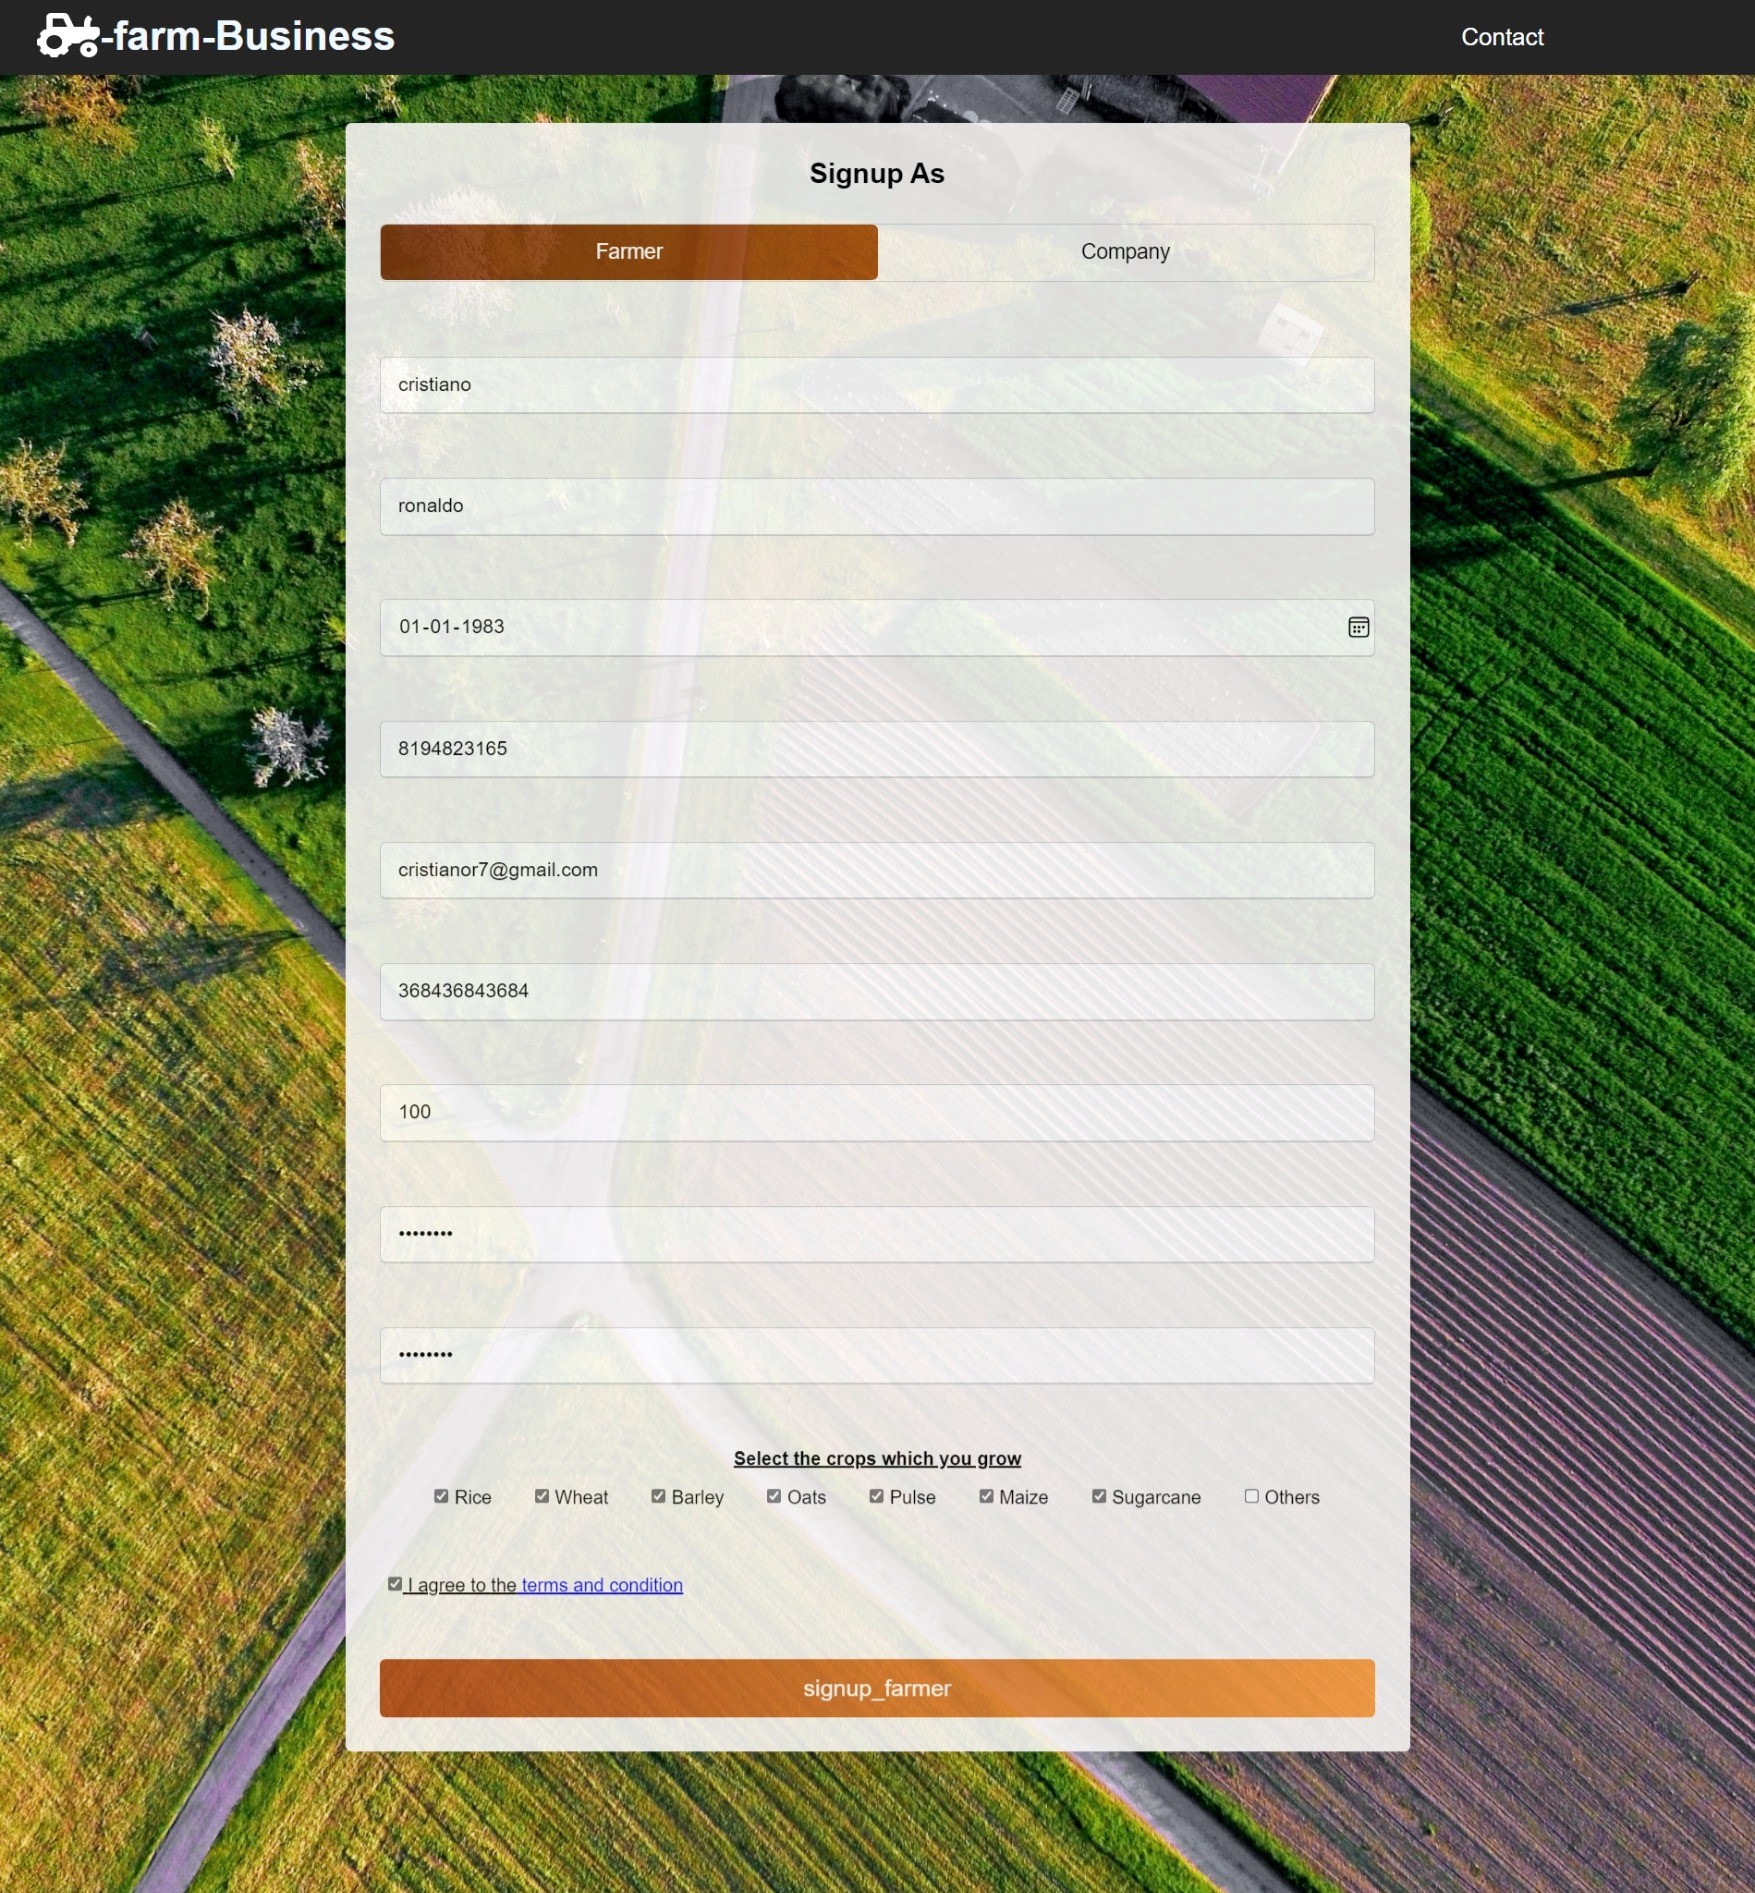 -farm-Business Contact
Signup As
Farmer Company
cristiano
ronaldo
01-01-1983
8194823165
cristianor7@gmail.com
368436843684
100
••••••••
••••••••
Select the crops which you grow
Rice Wheat Barley Oats Pulse Maize Sugarcane Others
I agree to the terms and condition
signup_farmer